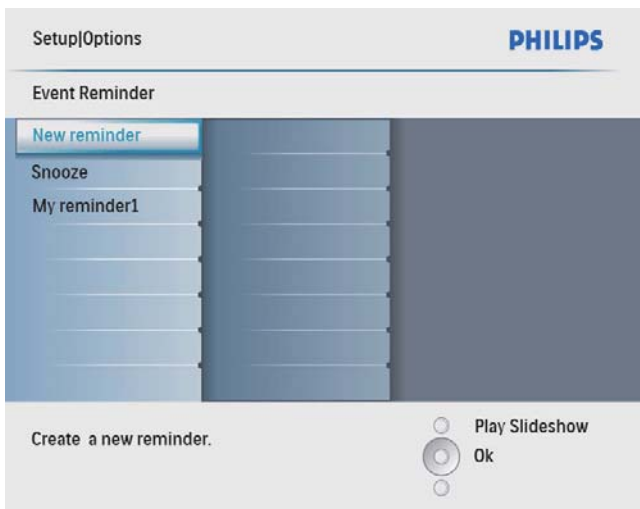 Setup|Options
PHILIPS
Event Reminder
New reminder
Snooze
My reminder1
Create a new reminder.
Play Slideshow
Ok